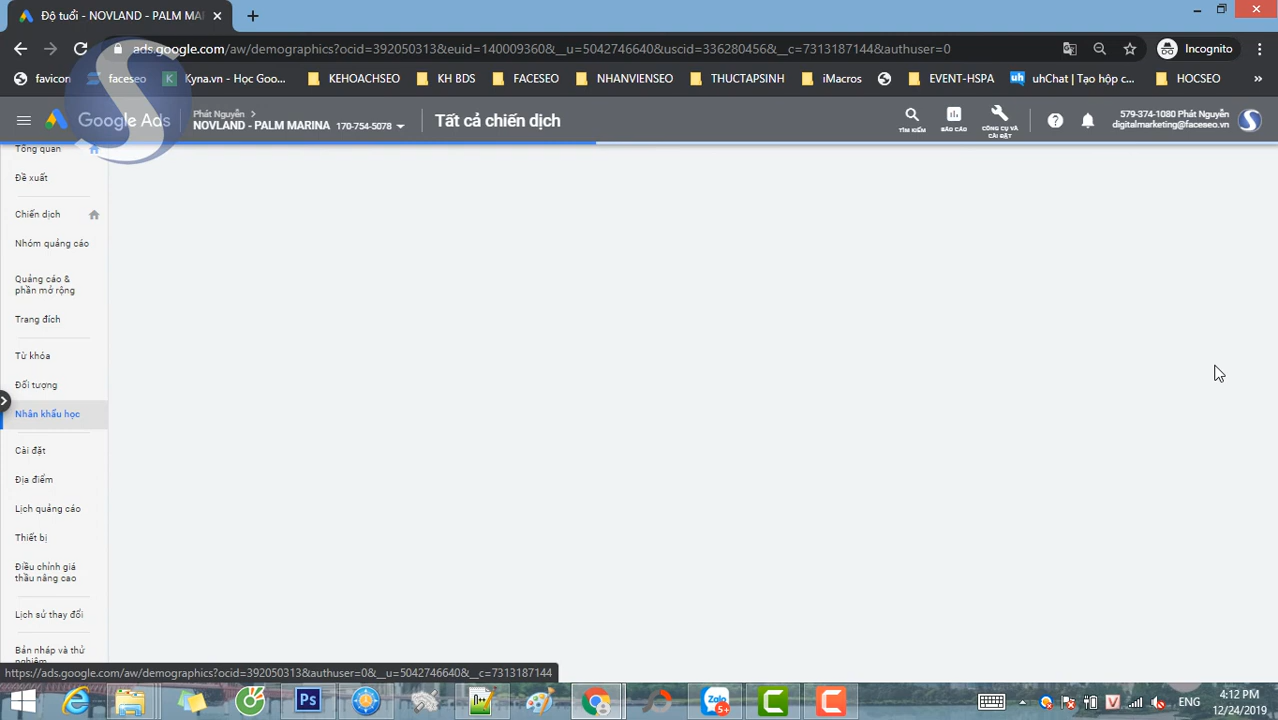 Độ tuổi - NOVLAND - PALM MA
ads.google.com/aw/demographics?ocid=392050313&euid=140009360&__u=5042746640&uscid=336280456&__c=7313187144&authuser=0
Incognito
favicon
faceseo
Kyna.vn - Học Goo...
KEHOACHSEO
KH BDS
FACESEO
NHANVIENSEO
THUCTAPSINH
iMacros
EVENT-HSPA
uhChat | Tạo hộp c...
HOCSEO
»
Google Ads
Phát Nguyễn
NOVLAND - PALM MARINA 170-754-5078
Tất cả chiến dịch
TÌM KIẾM
BÁO CÁO
CÔNG CỤ VÀ
CÀI ĐẶT
579-374-1080 Phát Nguyễn
digitalmarketing@faceseo.vn
Tổng quan
Đề xuất
Chiến dịch
Nhóm quảng cáo
Quảng cáo &
phần mở rộng
Trang đích
Từ khóa
Đối tượng
Nhân khẩu học
Cài đặt
Địa điểm
Lịch quảng cáo
Thiết bị
Điều chỉnh giá
thầu nâng cao
Lịch sử thay đổi
Bản nháp và thử
nghiệm
https://ads.google.com/aw/demographics?ocid=392050313&authuser=0&__u=5042746640&__c=7313187144
Ps
Zalo
5+
ENG
4:12 PM
12/24/2019